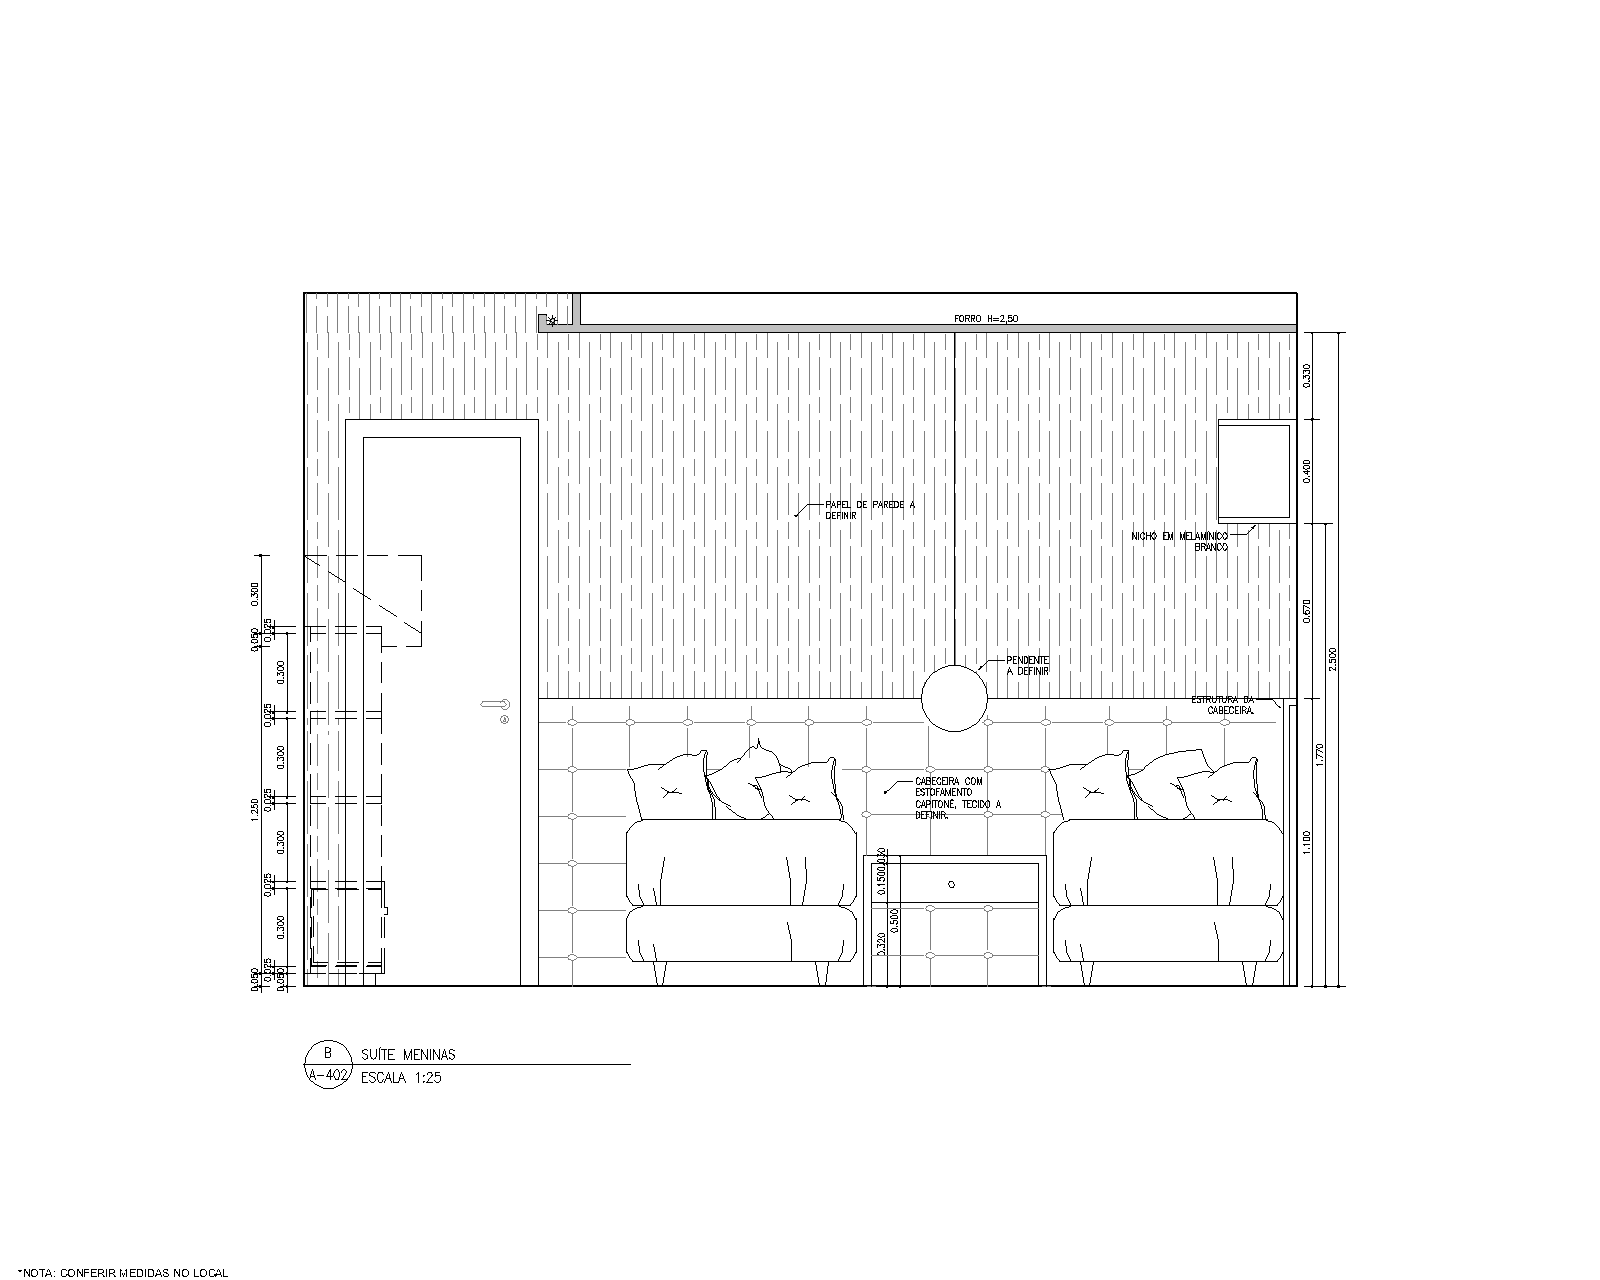 FORRO H=2,50
0.330
0.400
PAPEL DE PAREDE A
DEFINIR
NICHO EM MELAMÍNICO
BRANCO
0.300
0.670
0.025
0.050
2.500
PENDENTE
A DEFINIR
0.300
ESTRUTURA DA
CABECEIRA.
0.025
1.770
0.300
CABECEIRA COM
ESTOFAMENTO
CAPITONÊ, TECIDO A
DEFINIR.
0.025
1.250
0.300
1.100
0.030
0.150
0.025
0.300
0.500
0.320
0.025
0.050
0.050
B
SUÍTE MENINAS
A-402
ESCALA 1:25
*NOTA: CONFERIR MEDIDAS NO LOCAL